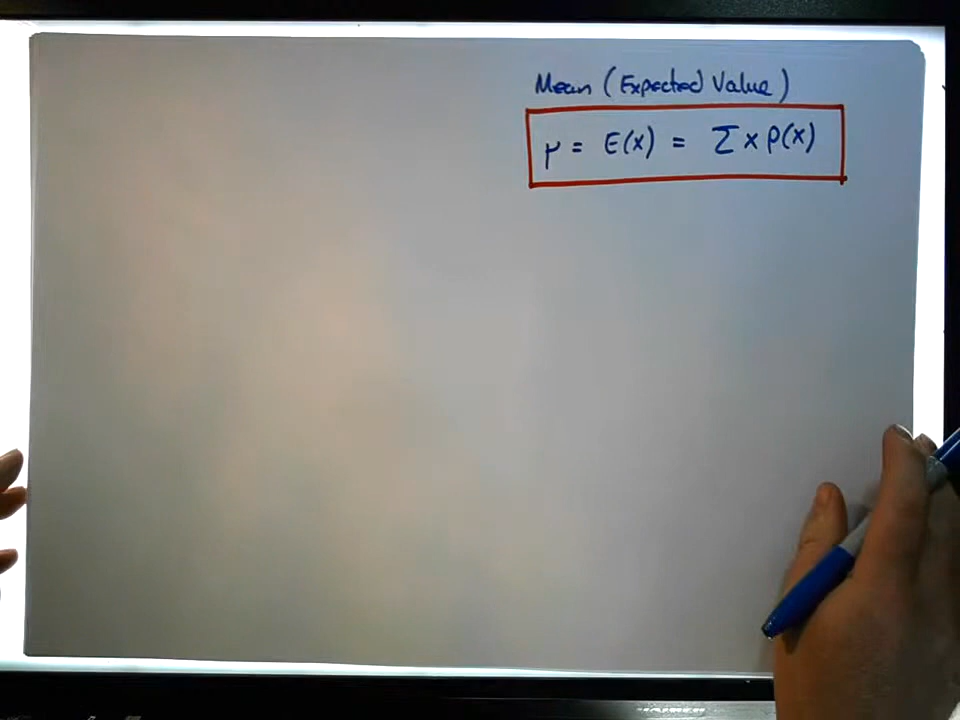 Mean (Expected Value)
μ = E(x) = Σ x P(x)